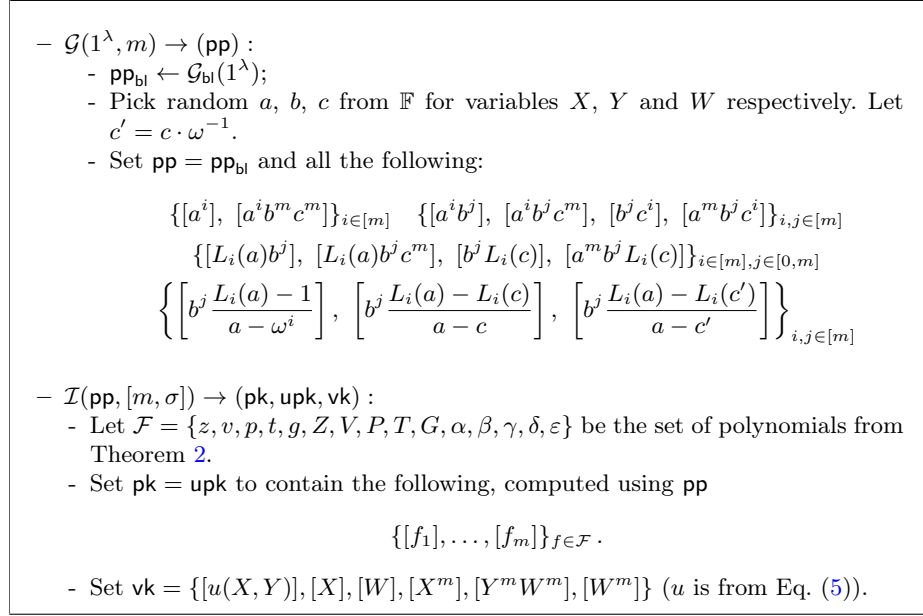 – 𝒢(1^λ, m) → (pp) :
- pp_bl ← 𝒢_bl(1^λ);
- Pick random a, b, c from 𝔽 for variables X, Y and W respectively. Let
c′ = c · ω^{−1}.
- Set pp = pp_bl and all the following:
{[a^i], [a^i b^m c^m]}_{i∈[m]} {[a^i b^j], [a^i b^j c^m], [b^j c^i], [a^m b^j c^i]}_{i,j∈[m]}
{[L_i(a)b^j], [L_i(a)b^j c^m], [b^j L_i(c)], [a^m b^j L_i(c)]}_{i∈[m],j∈[0,m]}
{[b^j \frac{L_i(a) − 1}{a − ω^i}], [b^j \frac{L_i(a) − L_i(c)}{a − c}], [b^j \frac{L_i(a) − L_i(c′)}{a − c′}]}_{i,j∈[m]}
– ℐ(pp, [m, σ]) → (pk, upk, vk) :
- Let ℱ = {z, v, p, t, g, Z, V, P, T, G, α, β, γ, δ, ε} be the set of polynomials from
Theorem 2.
- Set pk = upk to contain the following, computed using pp
{[f_1], . . . , [f_m]}_{f∈ℱ} .
- Set vk = {[u(X, Y)], [X], [W], [X^m], [Y^m W^m], [W^m]} (u is from Eq. (5)).